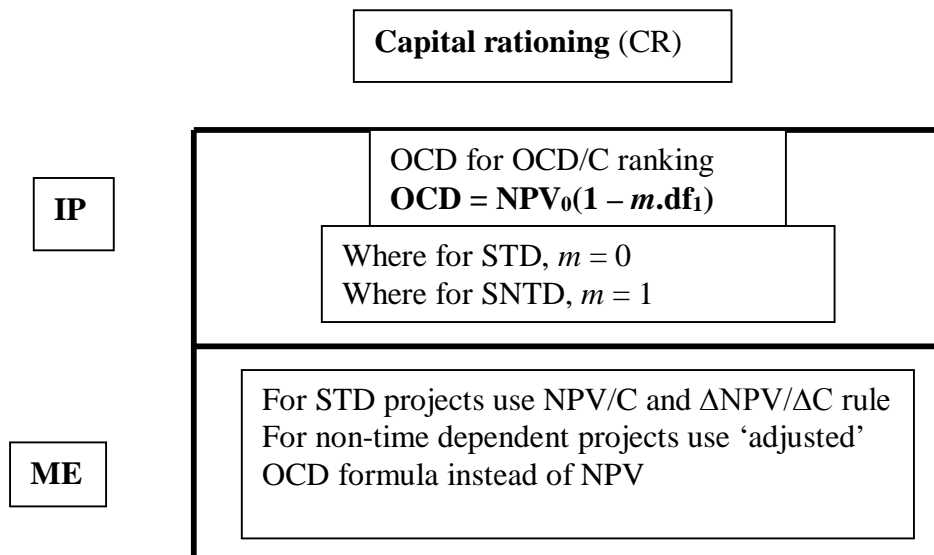 Capital rationing (CR)
IP
OCD for OCD/C ranking
OCD = NPV₀(1 – m.df₁)
Where for STD, m = 0
Where for SNTD, m = 1
ME
For STD projects use NPV/C and ΔNPV/ΔC rule
For non-time dependent projects use ‘adjusted’
OCD formula instead of NPV